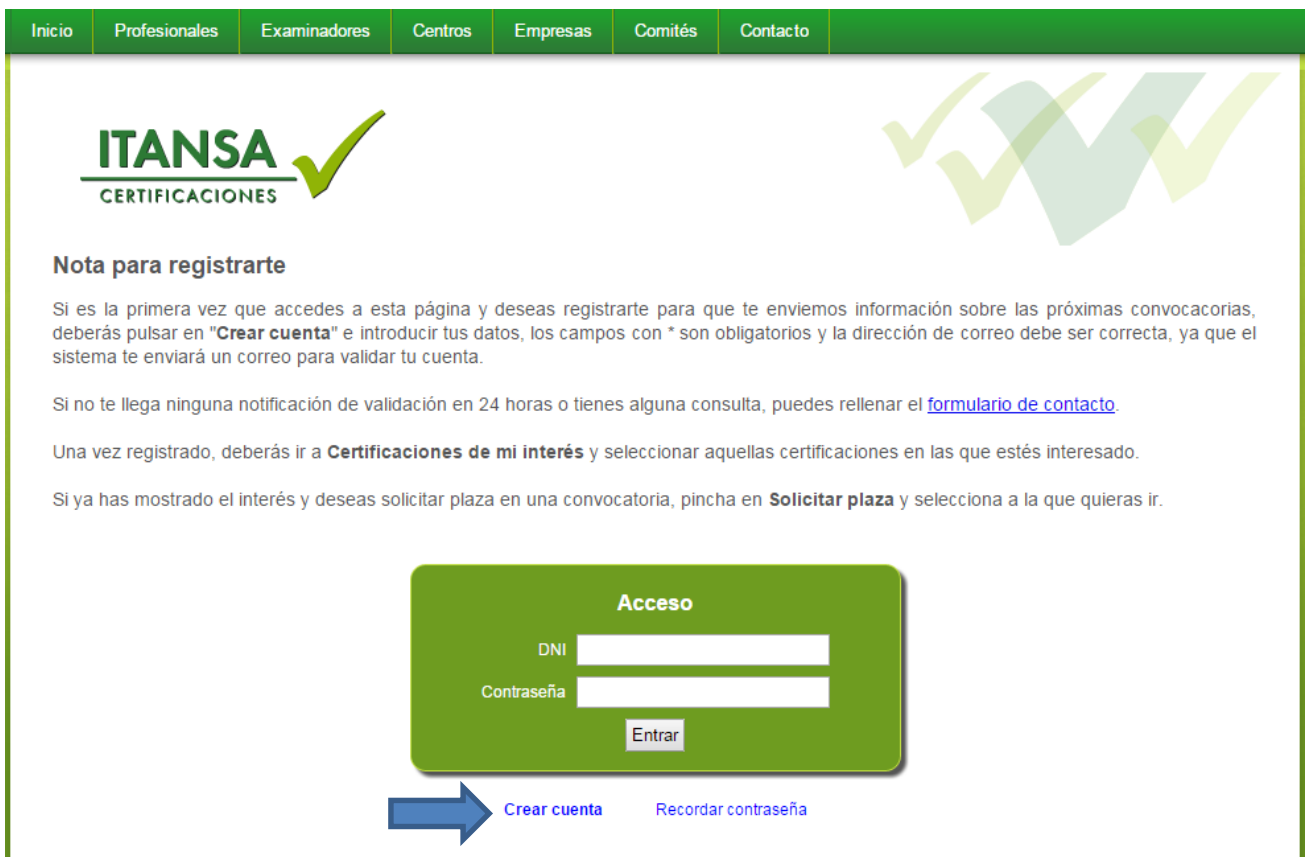 Inicio Profesionales Examinadores Centros Empresas Comités Contacto
ITANSA
CERTIFICACIONES
Nota para registrarte
Si es la primera vez que accedes a esta página y deseas registrarte para que te enviemos información sobre las próximas convocacorias,
deberás pulsar en "Crear cuenta" e introducir tus datos, los campos con * son obligatorios y la dirección de correo debe ser correcta, ya que el
sistema te enviará un correo para validar tu cuenta.
Si no te llega ninguna notificación de validación en 24 horas o tienes alguna consulta, puedes rellenar el formulario de contacto.
Una vez registrado, deberás ir a Certificaciones de mi interés y seleccionar aquellas certificaciones en las que estés interesado.
Si ya has mostrado el interés y deseas solicitar plaza en una convocatoria, pincha en Solicitar plaza y selecciona a la que quieras ir.
Acceso
DNI
Contraseña
Entrar
Crear cuenta Recordar contraseña